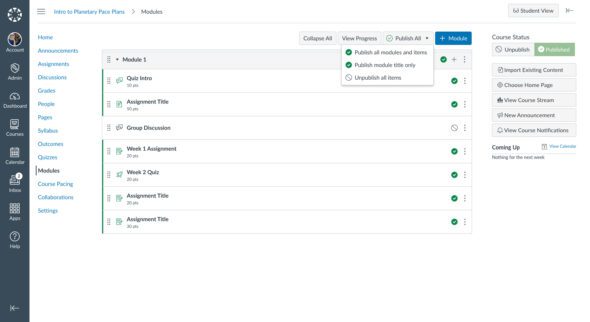 Intro to Planetary Pace Plans > Modules
Student View
Account
Admin
Dashboard
Courses
Calendar
2
Inbox
Apps
Help
Home
Announcements
Assignments
Discussions
Grades
People
Pages
Syllabus
Outcomes
Quizzes
Modules
Course Pacing
Collaborations
Settings
Collapse All
View Progress
Publish All
+ Module
Publish all modules and items
Publish module title only
Unpublish all items
Module 1
Quiz Intro
10 pts
Assignment Title
50 pts
Group Discussion
Week 1 Assignment
20 pts
Week 2 Quiz
20 pts
Assignment Title
20 pts
Assignment Title
30 pts
Course Status
Unpublish
Published
Import Existing Content
Choose Home Page
View Course Stream
New Announcement
View Course Notifications
Coming Up
View Calendar
Nothing for the next week